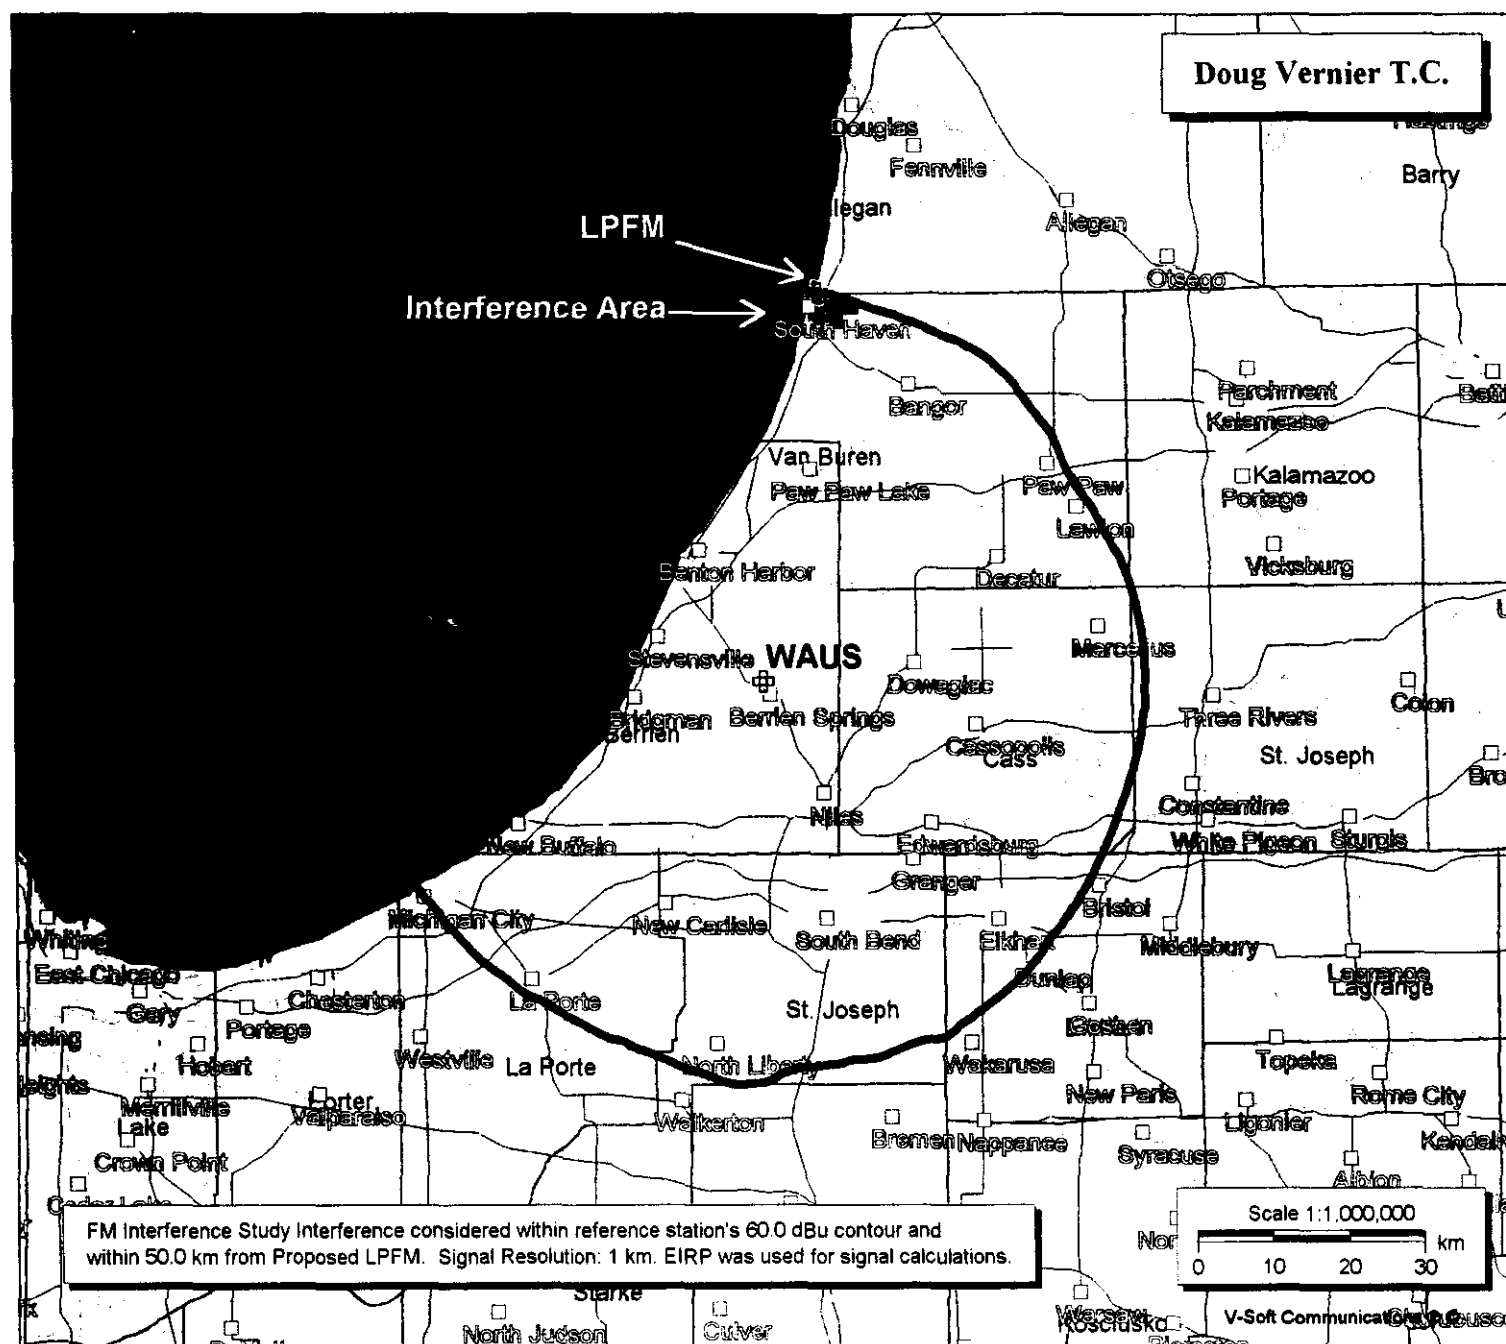 Doug Vernier T.C.
Douglas
Fennville
Barry
LPFM
Allegan
Otsego
Interference Area
South Haven
Bangor
Parchment
Kalamazoo
Van Buren
Paw Paw Lake
Paw Paw
Kalamazoo
Portage
Lawton
Benton Harbor
Decatur
Vicksburg
Stevensville
WAUS
Marcellus
Dowagiac
Bridgman
Berrien Springs
Berrien
Three Rivers
Colon
Cassopolis
Cass
St. Joseph
Niles
Constantine
New Buffalo
Edwardsburg
White Pigeon
Sturgis
Granger
Michigan City
New Carlisle
South Bend
Elkhart
Bristol
Middlebury
East Chicago
Dunlap
Lagrange
Lagrange
Gary
Chesterton
La Porte
St. Joseph
Portage
Goshen
Hobart
Westville
La Porte
North Liberty
Wakarusa
Topeka
New Paris
Rome City
Merrillville
Lake
Porter
Valparaiso
Walkerton
Bremen
Nappanee
Ligonier
Crown Point
Syracuse
Albion
FM Interference Study Interference considered within reference station's 60.0 dBu contour and
within 50.0 km from Proposed LPFM. Signal Resolution: 1 km. EIRP was used for signal calculations.
Scale 1:1,000,000
km
0 10 20 30
Starke
North Judson
Culver
Warsaw
Kosciusko
V-Soft Communications